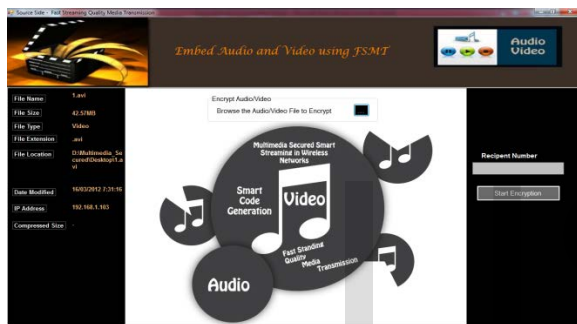 Source Side - Fast Streaming Quality Media Transmission
Embed Audio and Video using FSMT
Audio
Video
File Name
1.avi
File Size
42.57MB
File Type
Video
File Extension
.avi
File Location
D:\Multimedia_Se
cured\Desktop\1.a
vi
Date Modified
16/03/2012 7:31:16
IP Address
192.168.1.103
Compressed Size
-
Encrypt Audio/Video
Browse the Audio/Video File to Encrypt
Multimedia Secured Smart
Streaming in Wireless
Networks
Smart
Code
Generation
Video
Fast Standing
Quality
Media
Transmission
Audio
Recipent Number
Start Encryption